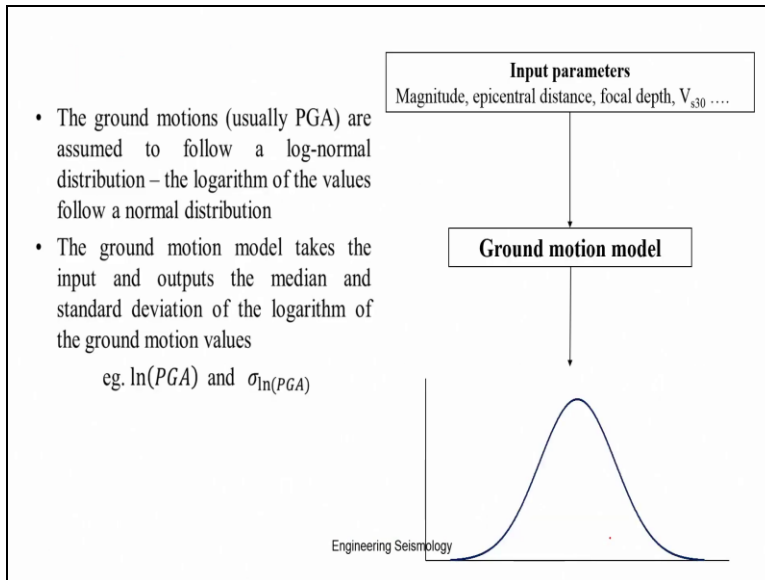 • The ground motions (usually PGA) are
assumed to follow a log-normal
distribution – the logarithm of the values
follow a normal distribution
• The ground motion model takes the
input and outputs the median and
standard deviation of the logarithm of
the ground motion values
eg. ln(PGA) and σln(PGA)
Input parameters
Magnitude, epicentral distance, focal depth, Vs30 ....
Ground motion model
Engineering Seismology